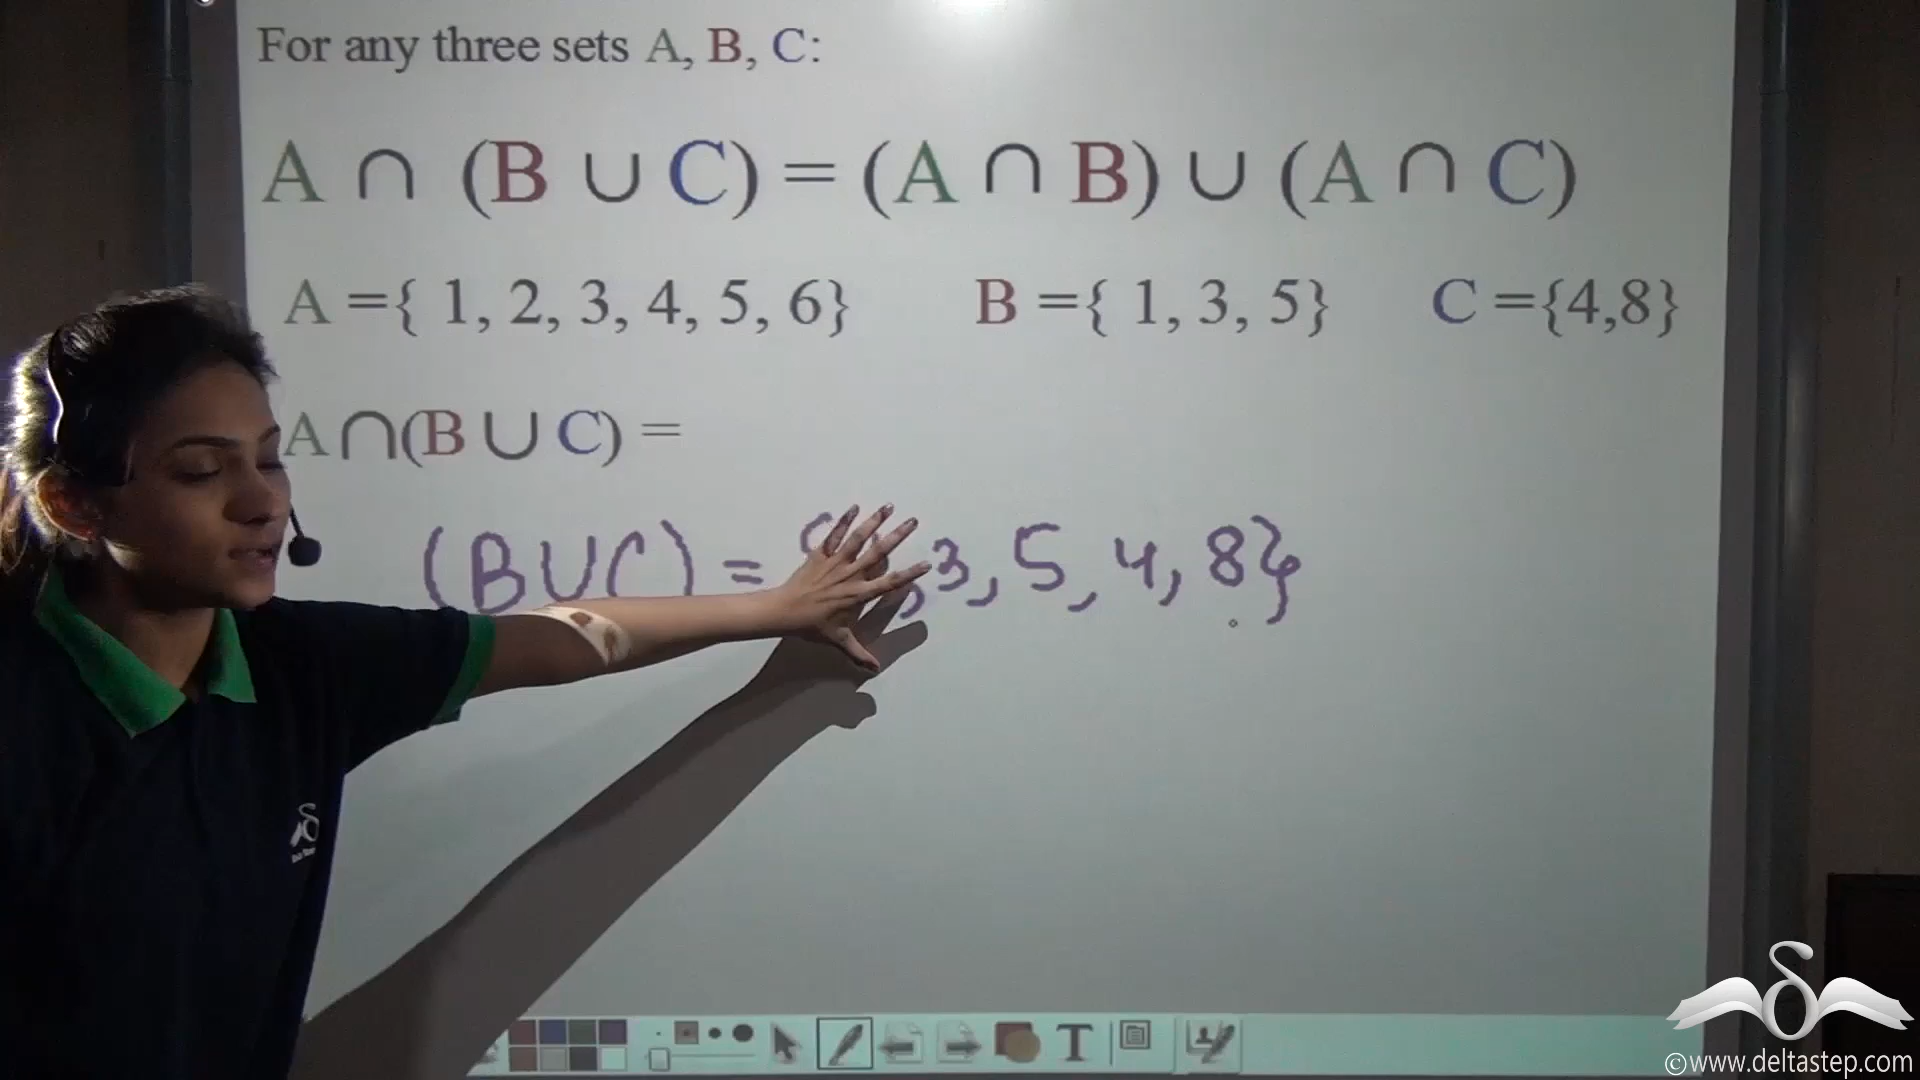 For any three sets A, B, C:
A ∩ (B ∪ C) = (A ∩ B) ∪ (A ∩ C)
A ={ 1, 2, 3, 4, 5, 6} B ={ 1, 3, 5} C ={4,8}
A∩(B ∪ C) =
(B∪C) = { , 3, 5, 4, 8}
T
©www.deltastep.com